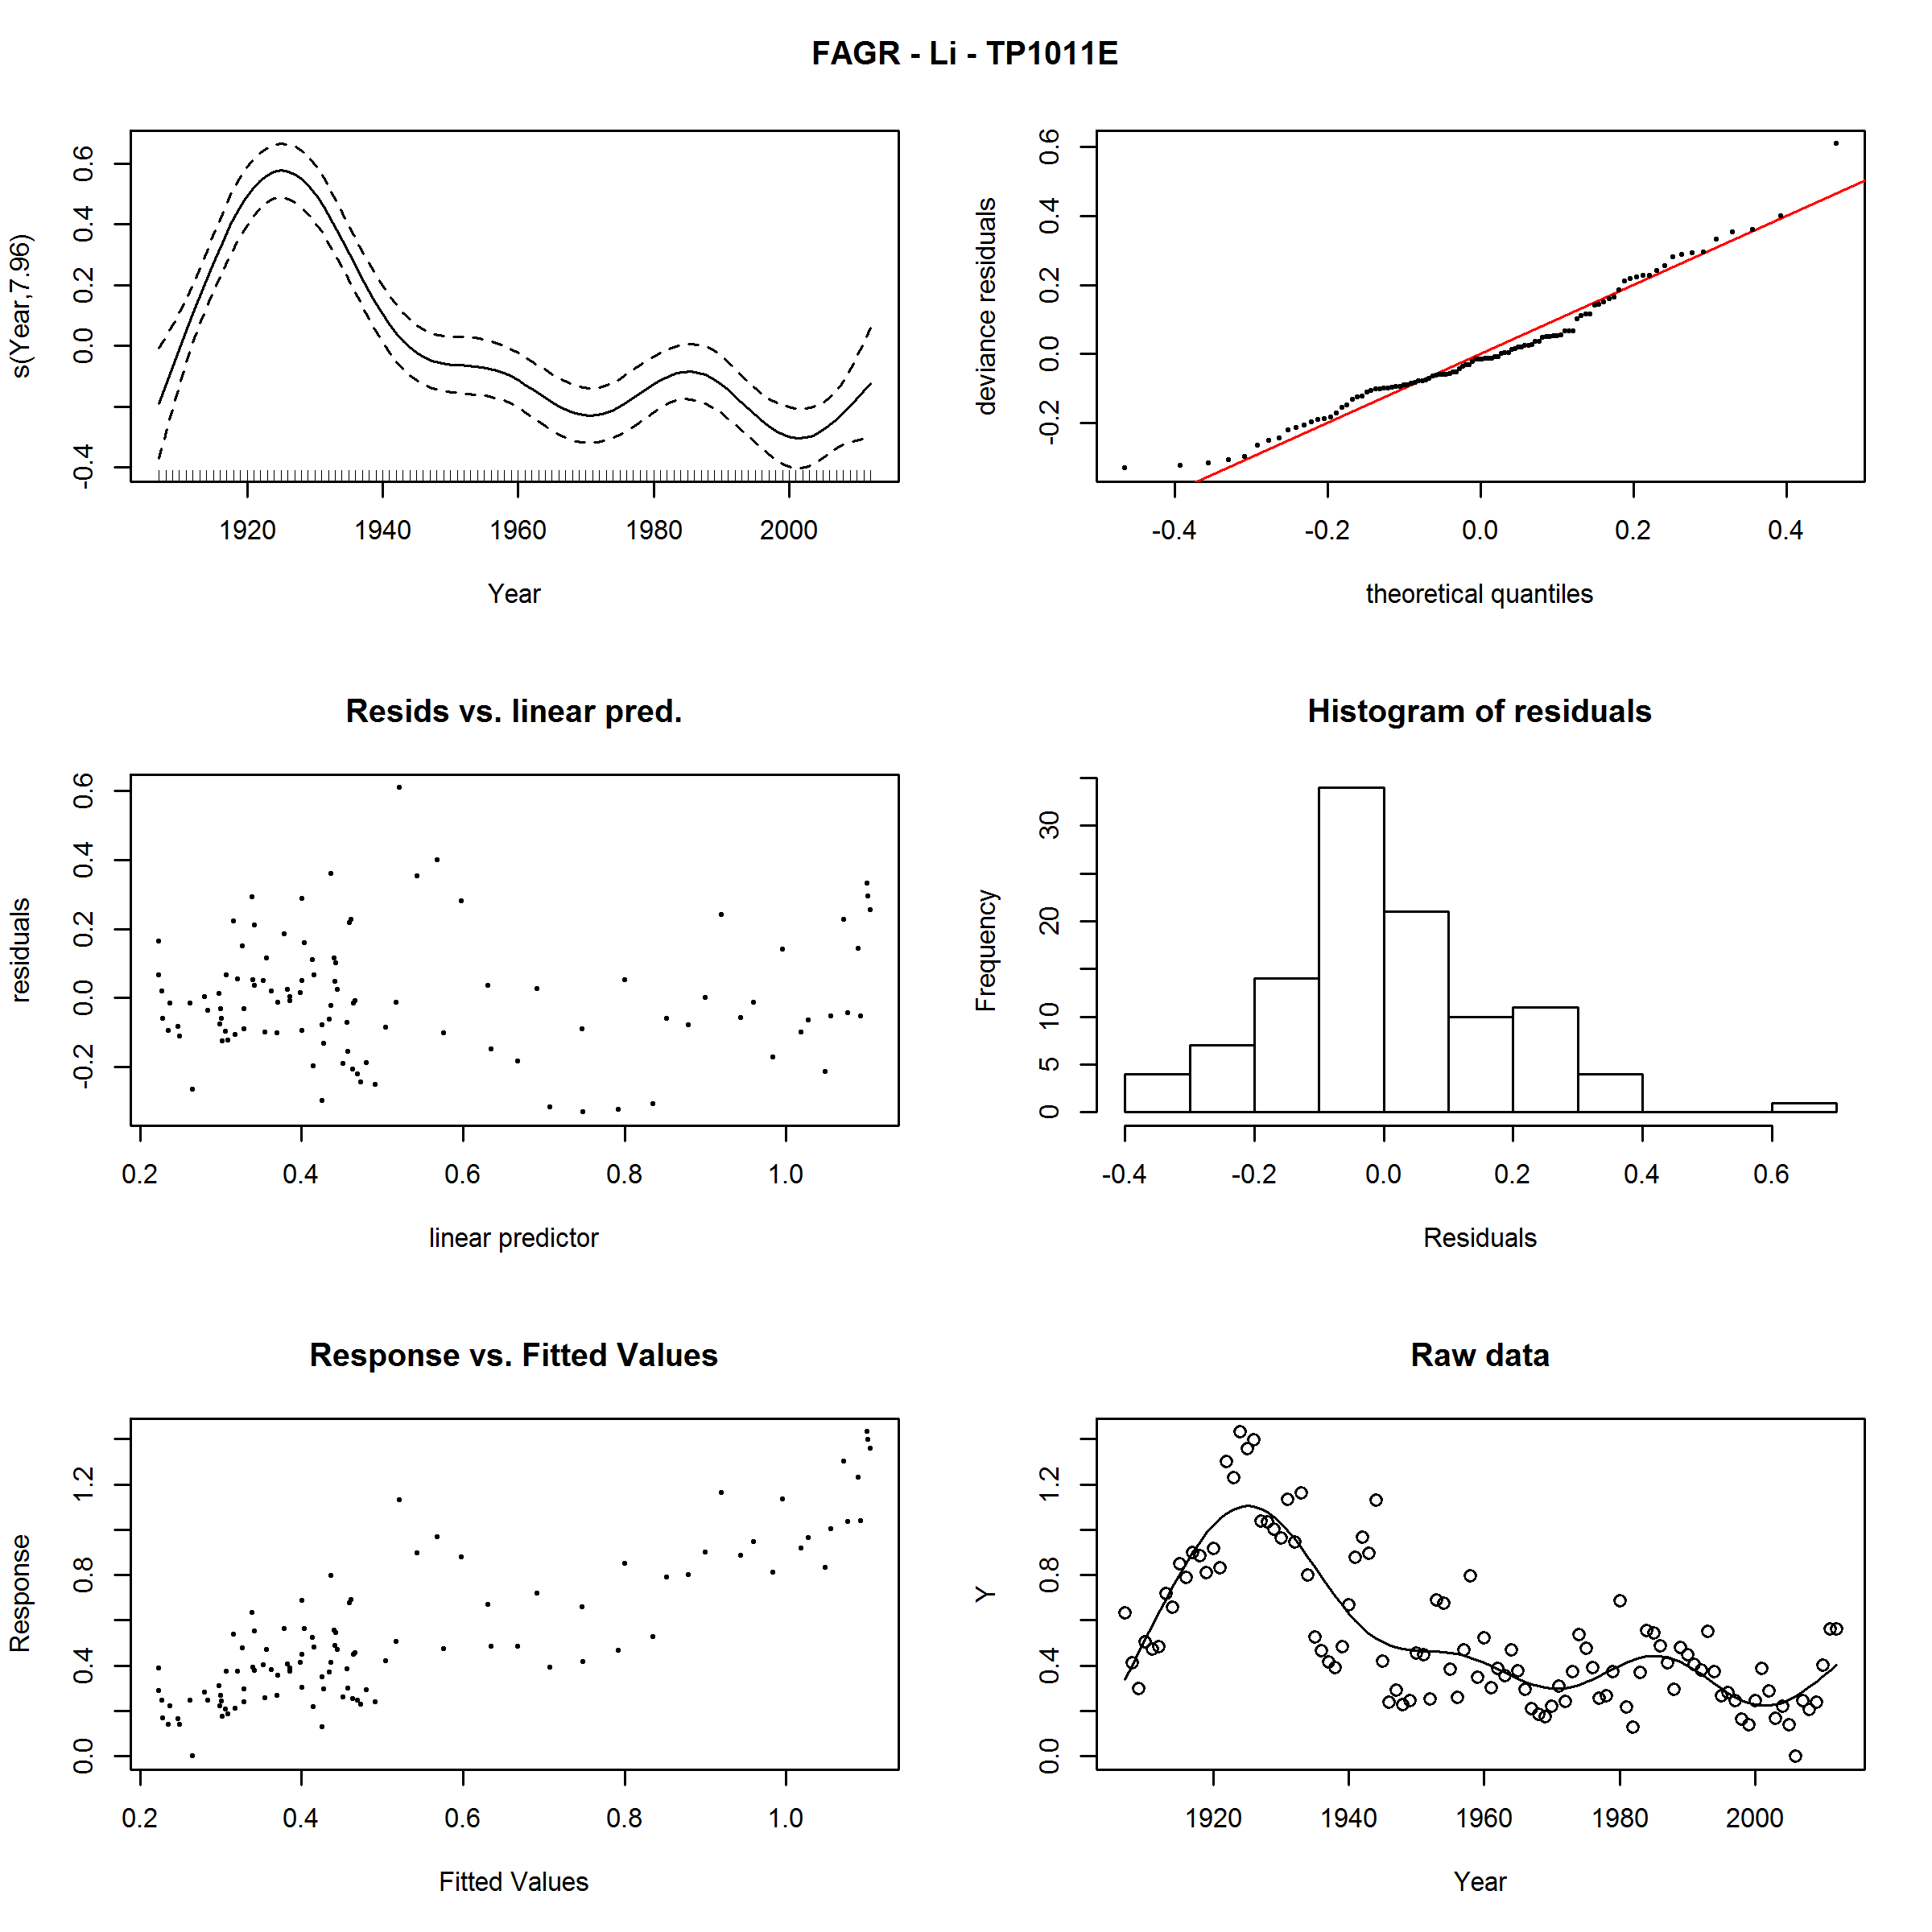 FAGR - Li - TP1011E
s(Year,7.96)
0.6
0.4
0.2
0.0
-0.4
1920 1940 1960 1980 2000
Year
deviance residuals
0.6
0.4
0.2
0.0
-0.2
-0.4 -0.2 0.0 0.2 0.4
theoretical quantiles
Resids vs. linear pred.
residuals
0.6
0.4
0.2
0.0
-0.2
0.2 0.4 0.6 0.8 1.0
linear predictor
Histogram of residuals
Frequency
30
20
10
5
0
-0.4 -0.2 0.0 0.2 0.4 0.6
Residuals
Response vs. Fitted Values
Response
1.2
0.8
0.4
0.0
0.2 0.4 0.6 0.8 1.0
Fitted Values
Raw data
Y
1.2
0.8
0.4
0.0
1920 1940 1960 1980 2000
Year